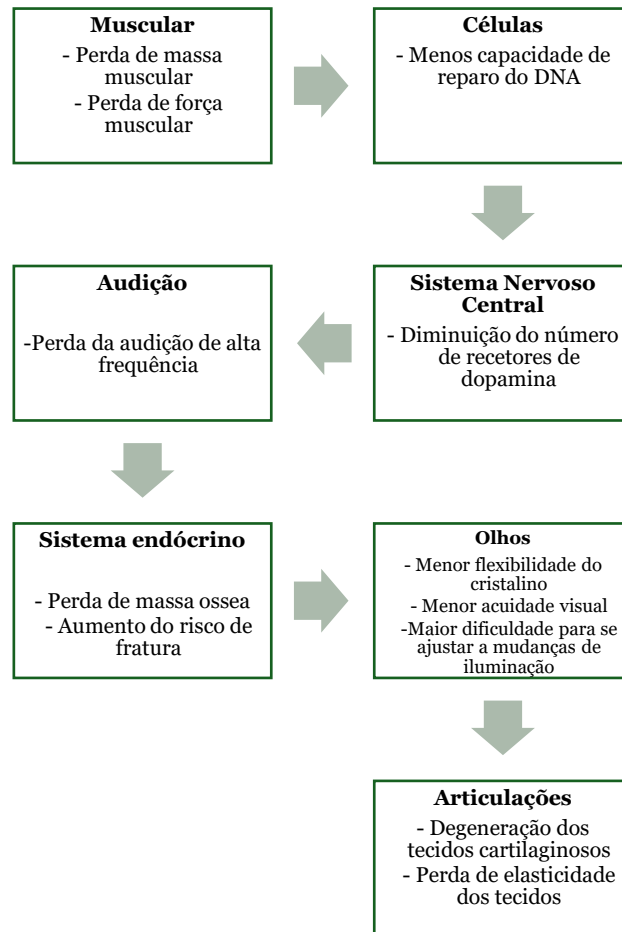 Muscular
- Perda de massa
muscular
- Perda de força
muscular
Células
- Menos capacidade de
reparo do DNA
Sistema Nervoso
Central
- Diminuição do número
de recetores de
dopamina
Audição
-Perda da audição de alta
frequência
Sistema endócrino
- Perda de massa ossea
- Aumento do risco de
fratura
Olhos
- Menor flexibilidade do
cristalino
- Menor acuidade visual
-Maior dificuldade para se
ajustar a mudanças de
iluminação
Articulações
- Degeneração dos
tecidos cartilaginosos
- Perda de elasticidade
dos tecidos